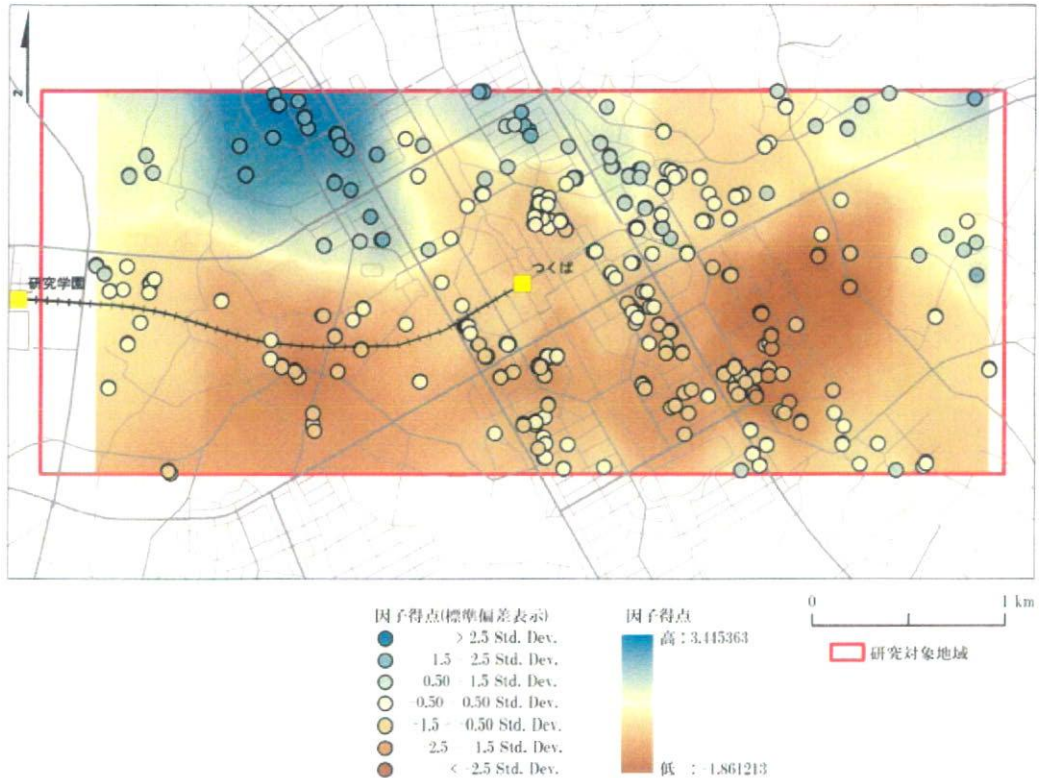 N
研究学園
つくば
因子得点(標準偏差表示)
> 2.5 Std. Dev.
1.5 - 2.5 Std. Dev.
0.50 - 1.5 Std. Dev.
-0.50 - 0.50 Std. Dev.
-1.5 - -0.50 Std. Dev.
-2.5 - -1.5 Std. Dev.
< -2.5 Std. Dev.
因子得点
高 : 3.445363
低 : -1.861213
0 1 km
研究対象地域